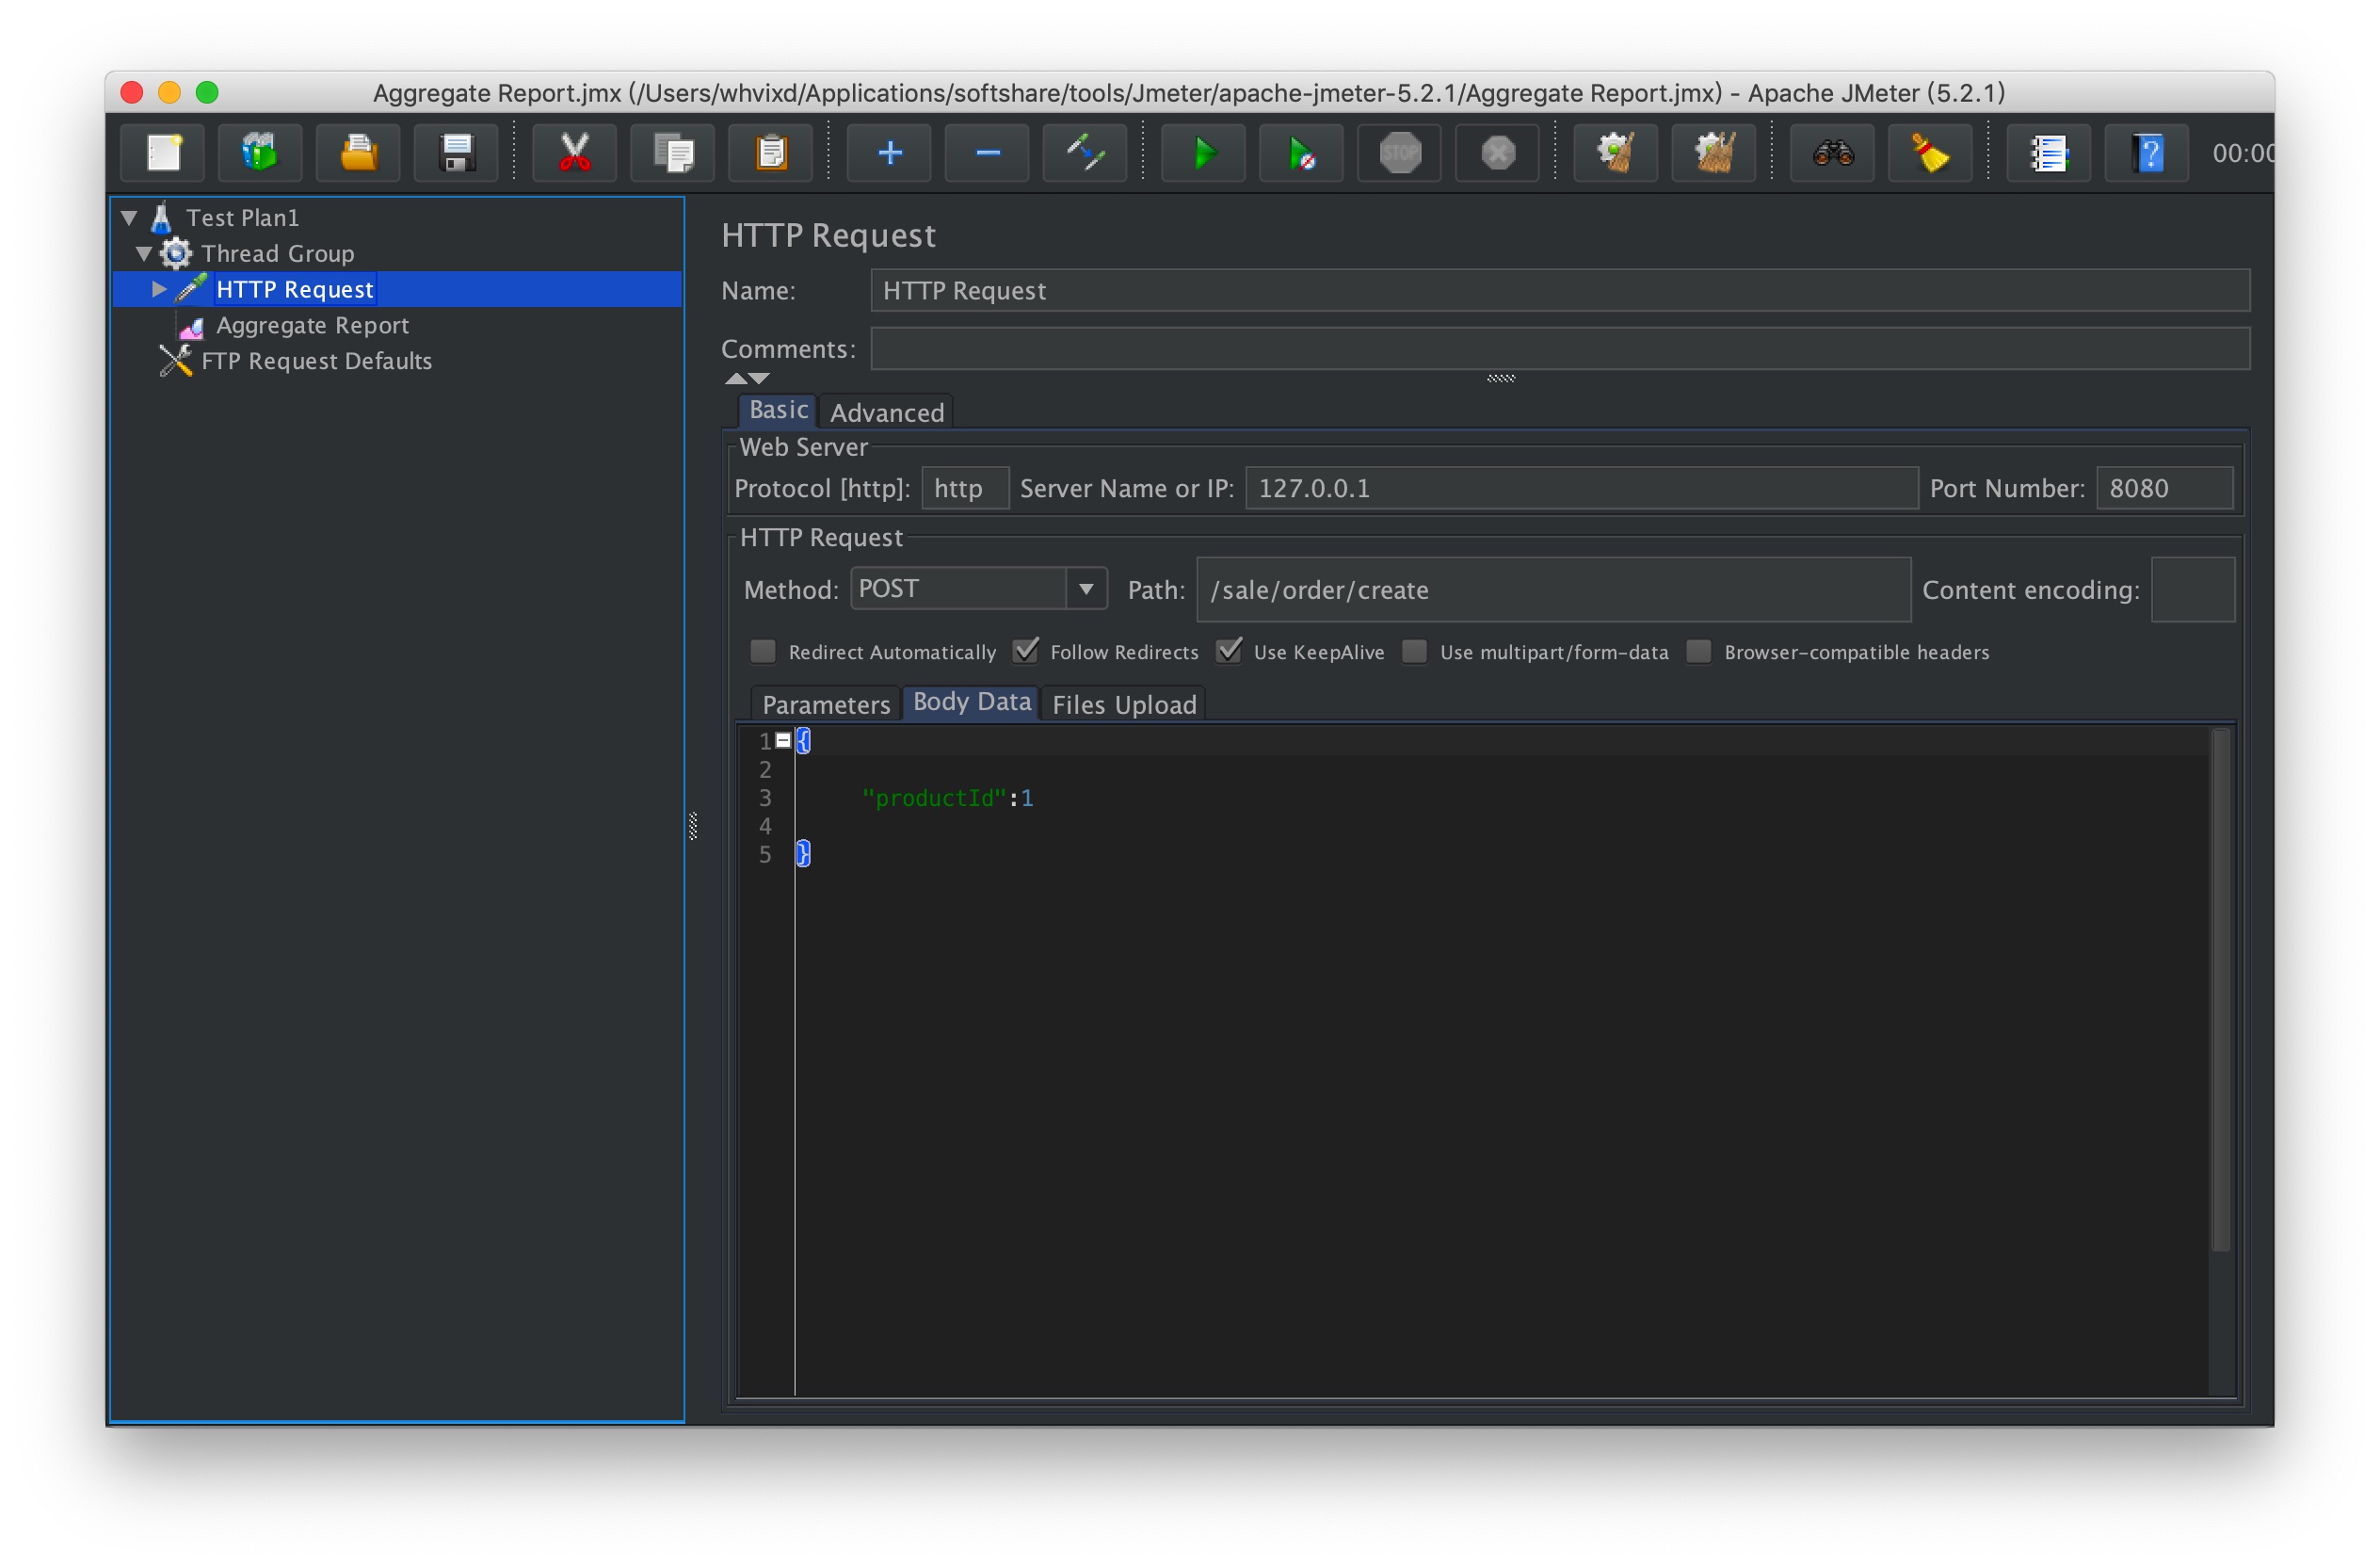 Aggregate Report.jmx (/Users/whvixd/Applications/softshare/tools/Jmeter/apache-jmeter-5.2.1/Aggregate Report.jmx) - Apache JMeter (5.2.1)
STOP
00:00
Test Plan1
Thread Group
HTTP Request
Aggregate Report
FTP Request Defaults
HTTP Request
Name: HTTP Request
Comments:
Basic Advanced
Web Server
Protocol [http]: http Server Name or IP: 127.0.0.1 Port Number: 8080
HTTP Request
Method: POST Path: /sale/order/create Content encoding:
Redirect Automatically Follow Redirects Use KeepAlive Use multipart/form-data Browser-compatible headers
Parameters Body Data Files Upload
1 {
2
3 "productId":1
4
5 }